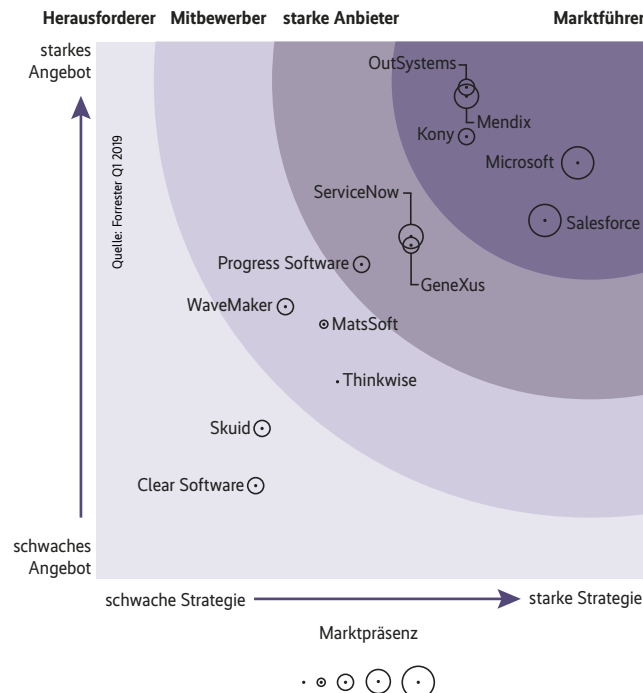 Herausforderer Mitbewerber starke Anbieter Marktführer
starkes
Angebot
OutSystems
Mendix
Kony
Microsoft
Quelle: Forrester Q1 2019
ServiceNow
Salesforce
Progress Software
GeneXus
WaveMaker
MatsSoft
Thinkwise
Skuid
Clear Software
schwaches
Angebot
schwache Strategie starke Strategie
Marktpräsenz